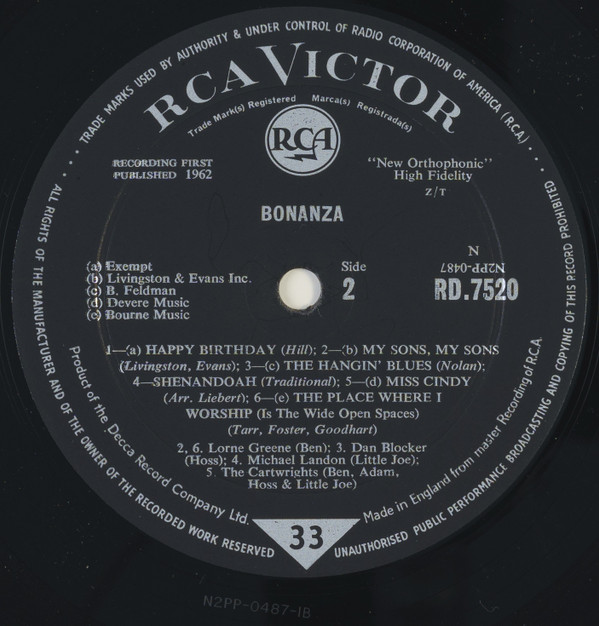 TRADE MARKS USED BY AUTHORITY & UNDER CONTROL OF RADIO CORPORATION OF AMERICA (R.C.A.)
RCA VICTOR
Trade Mark(s) Registered Marca(s) Registrada(s)
RCA
RECORDING FIRST
PUBLISHED 1962
"New Orthophonic"
High Fidelity
Z/T
BONANZA
(a) Exempt
(b) Livingston & Evans Inc.
(c) B. Feldman
(d) Devere Music
(e) Bourne Music
Side
2
N
N2PP-0487
RD.7520
1—(a) HAPPY BIRTHDAY (Hill); 2—(b) MY SONS, MY SONS
(Livingston, Evans); 3—(c) THE HANGIN' BLUES (Nolan);
4—SHENANDOAH (Traditional); 5—(d) MISS CINDY
(Arr. Liebert); 6—(e) THE PLACE WHERE I
WORSHIP (Is The Wide Open Spaces)
(Tarr, Foster, Goodhart)
2, 6. Lorne Greene (Ben); 3. Dan Blocker
(Hoss); 4. Michael Landon (Little Joe);
5. The Cartwrights (Ben, Adam,
Hoss & Little Joe)
Product of the Decca Record Company Ltd.
Made in England from master Recording of R.C.A.
33
ALL RIGHTS OF THE MANUFACTURER AND OF THE OWNER OF THE RECORDED WORK RESERVED
UNAUTHORISED PUBLIC PERFORMANCE BROADCASTING AND COPYING OF THIS RECORD PROHIBITED
N2PP-0487-1B